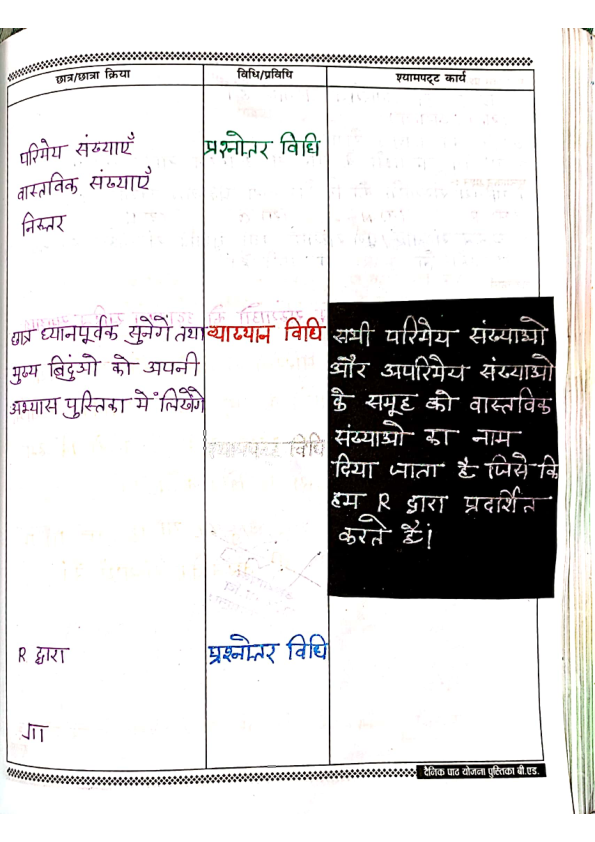 छात्र/छात्रा क्रिया
विधि/प्रविधि
श्यामपट्ट कार्य
परिमेय संख्याएँ
वास्तविक संख्याएँ
निरुत्तर
प्रश्नोतर विधि
छात्र ध्यानपूर्वक सुनेगें तथा
मुख्य बिदुंओ को अपनी
अभ्यास पुस्तिका में लिखेंगे
व्याख्यान विधि
सभी परिमेय संख्याओ
और अपरिमेय संख्याओ
के समूह को वास्तविक
संख्याओ का नाम
दिया जाता है जिसे कि
हम R द्वारा प्रदर्शित
करते है।
श्यामपट्ट विधि
R द्वारा
प्रश्नोतर विधि
दैनिक पाठ योजना पुस्तिका बी.एड.